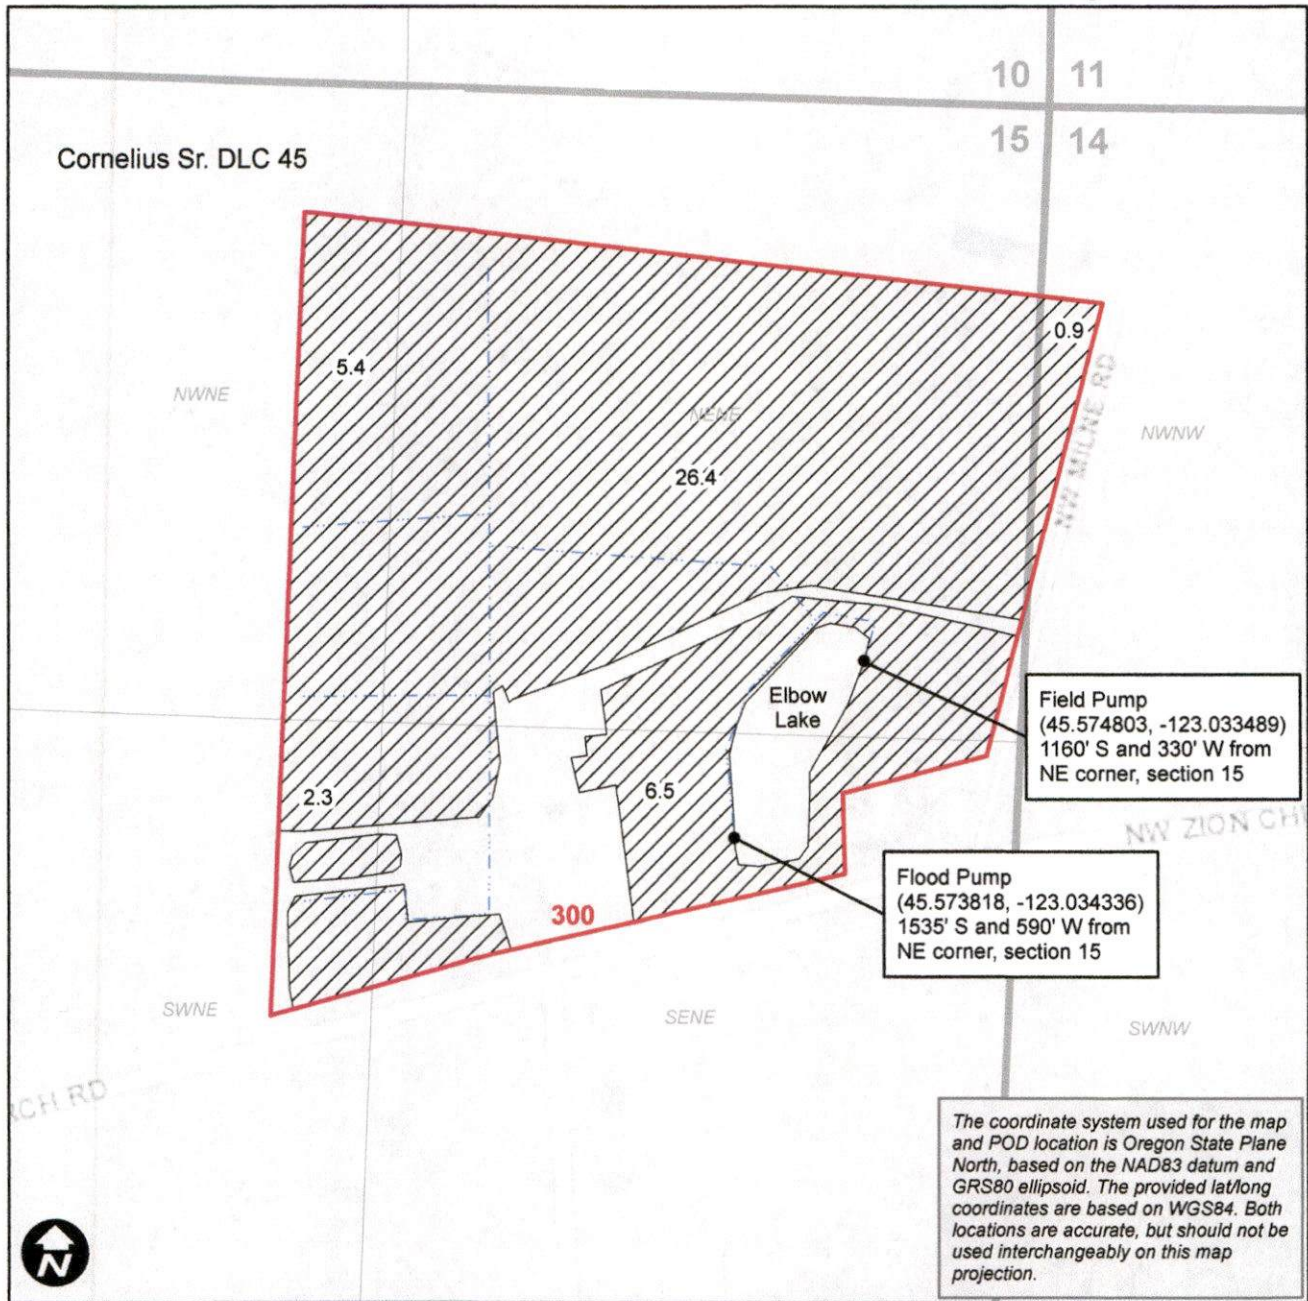 10 11
15 14
Cornelius Sr. DLC 45
0.9
5.4
NWNE
NENE
NW MILNE RD
NWNW
26.4
Elbow
Lake
Field Pump
(45.574803, -123.033489)
1160' S and 330' W from
NE corner, section 15
2.3
6.5
NW ZION CH
Flood Pump
(45.573818, -123.034336)
1535' S and 590' W from
NE corner, section 15
300
SWNE
SENE
SWNW
RCH RD
The coordinate system used for the map
and POD location is Oregon State Plane
North, based on the NAD83 datum and
GRS80 ellipsoid. The provided lat/long
coordinates are based on WGS84. Both
locations are accurate, but should not be
used interchangeably on this map
projection.
N